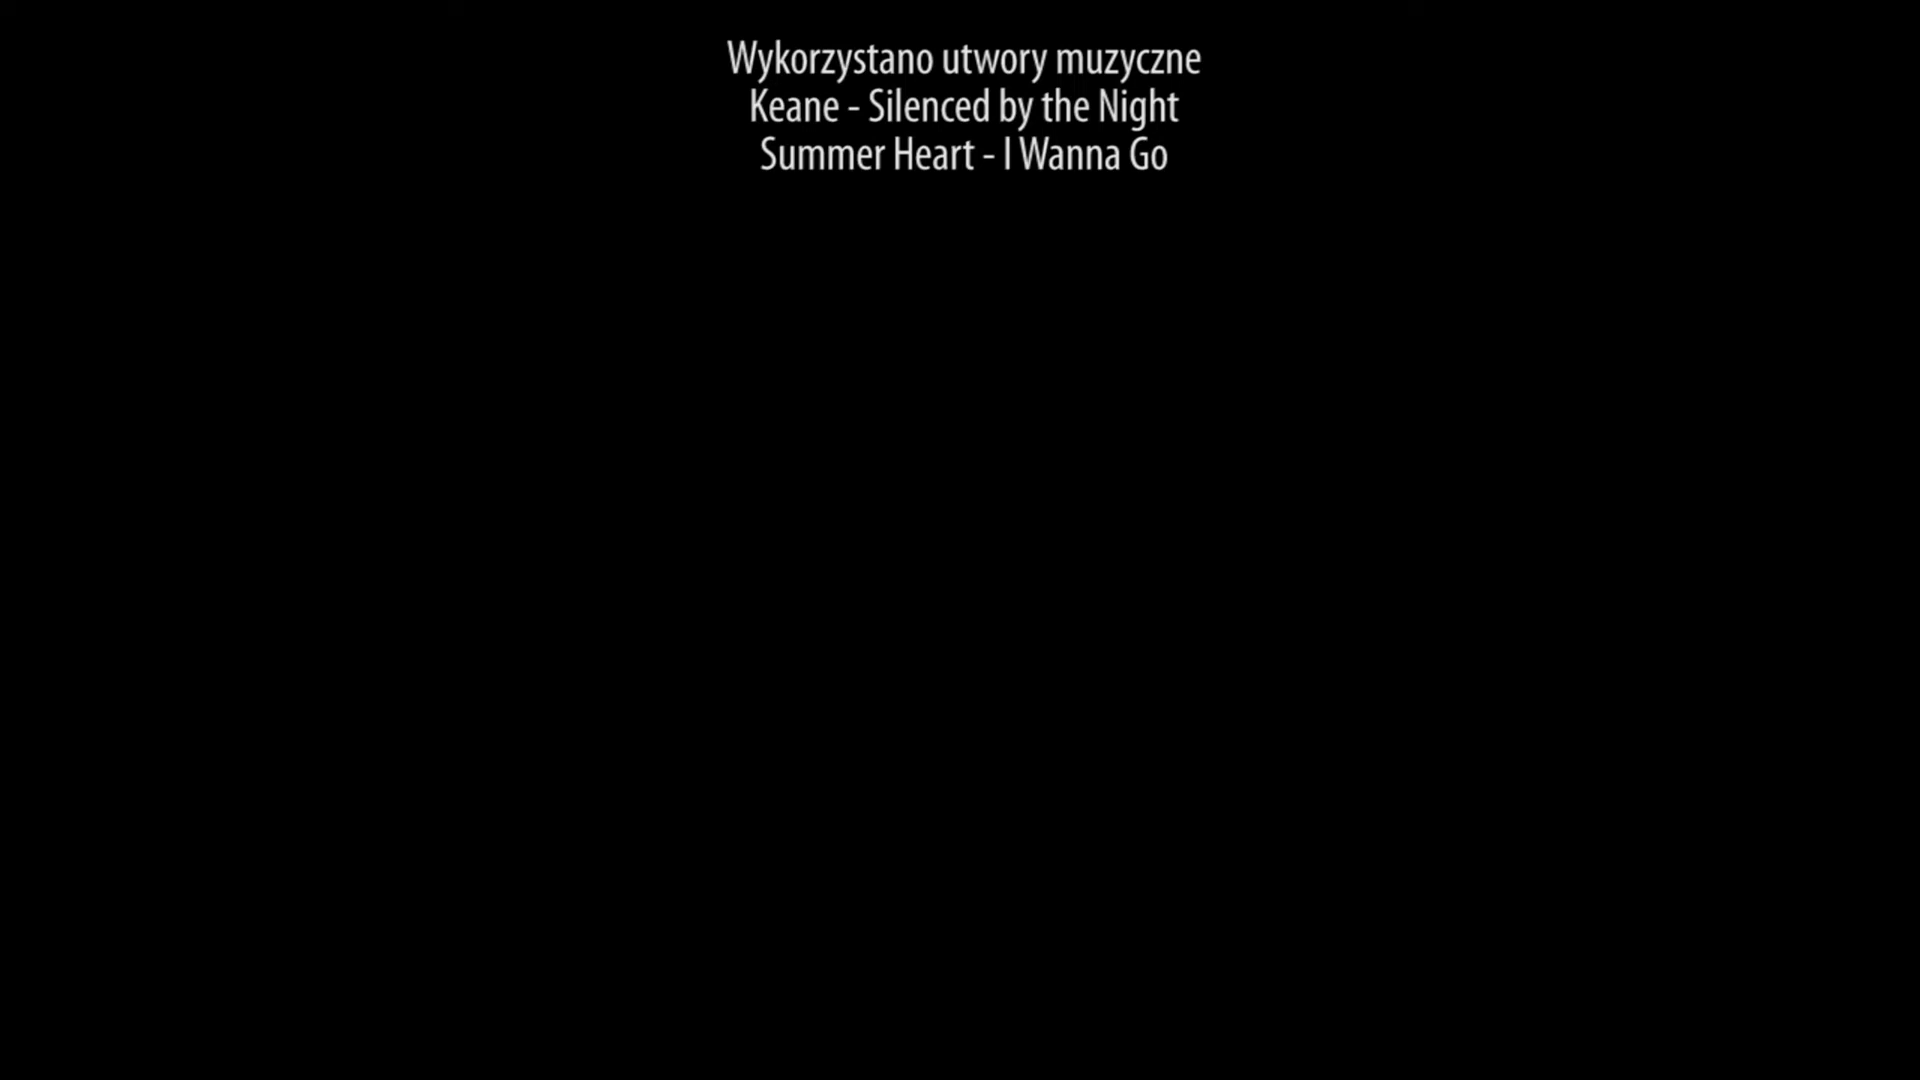 Wykorzystano utwory muzyczne
Keane - Silenced by the Night
Summer Heart - I Wanna Go